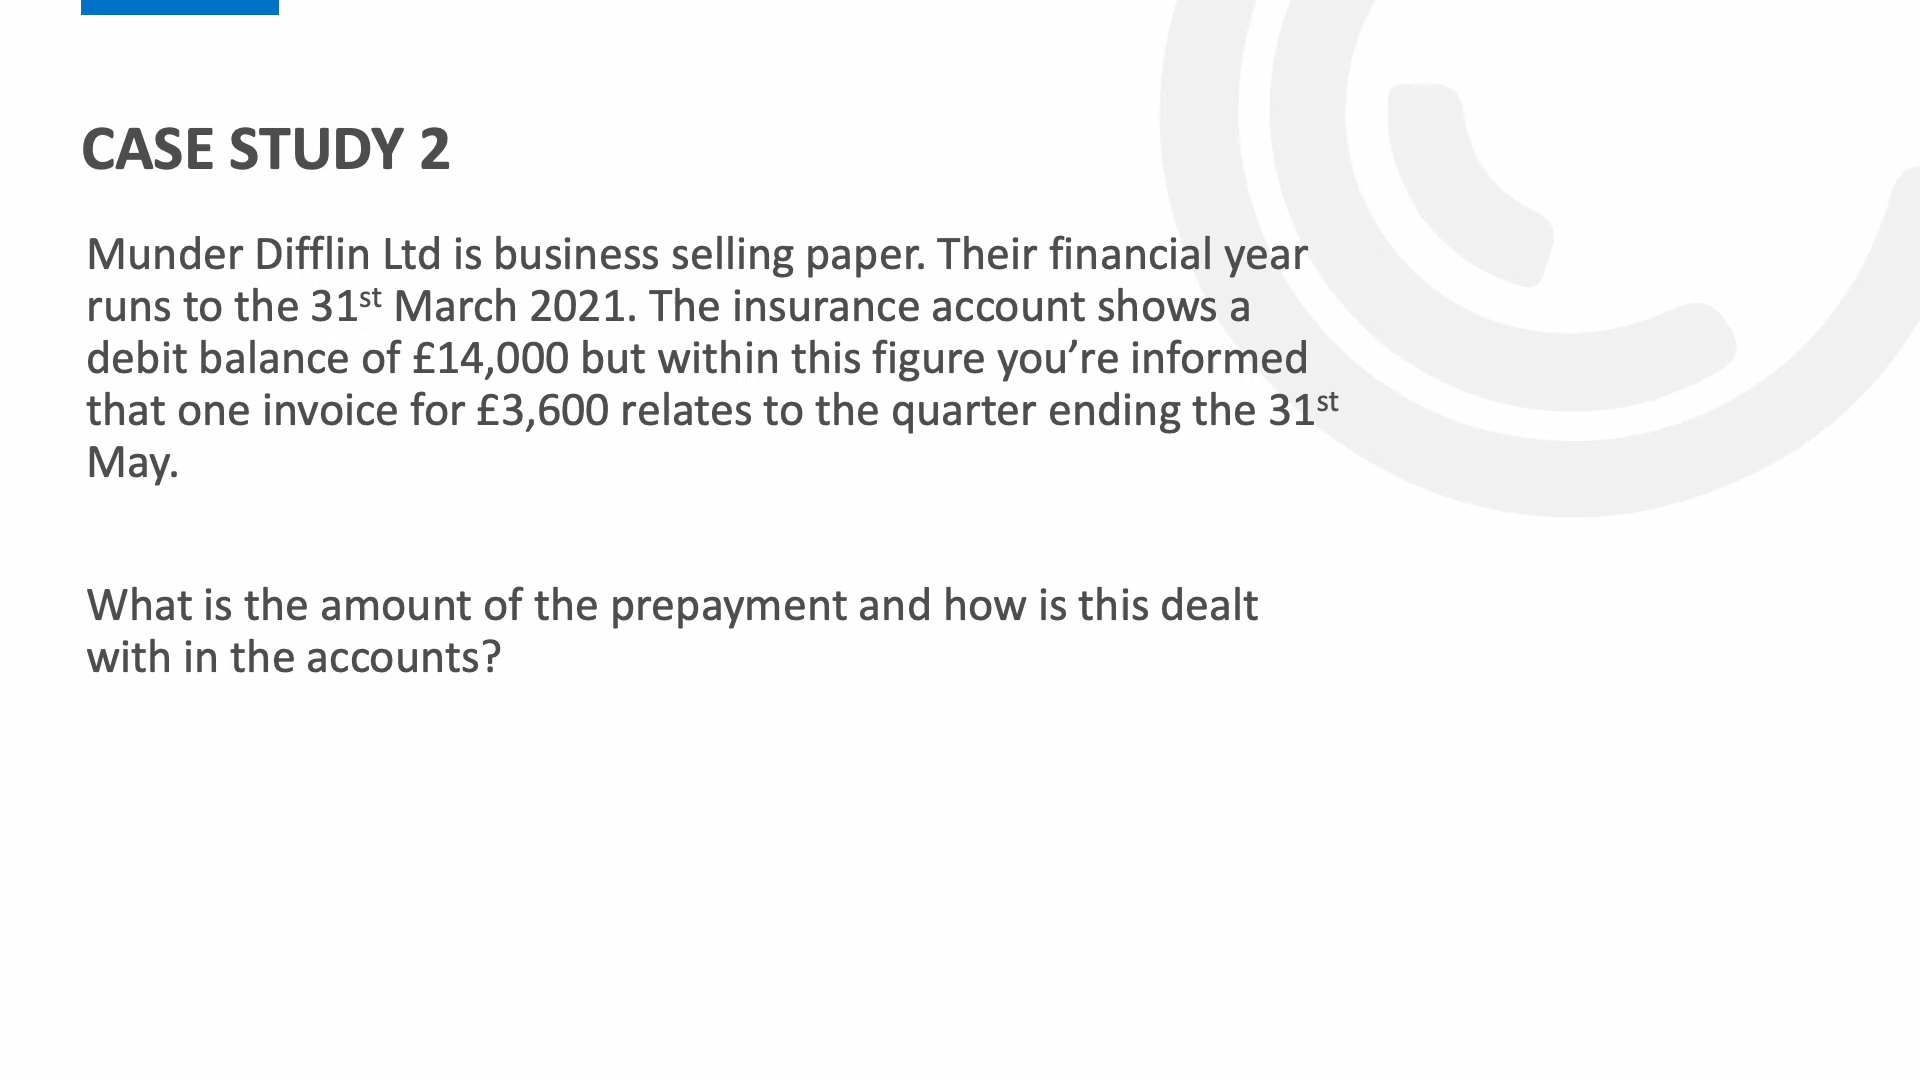 CASE STUDY 2
Munder Difflin Ltd is business selling paper. Their financial year
runs to the 31st March 2021. The insurance account shows a
debit balance of £14,000 but within this figure you’re informed
that one invoice for £3,600 relates to the quarter ending the 31st
May.
What is the amount of the prepayment and how is this dealt
with in the accounts?